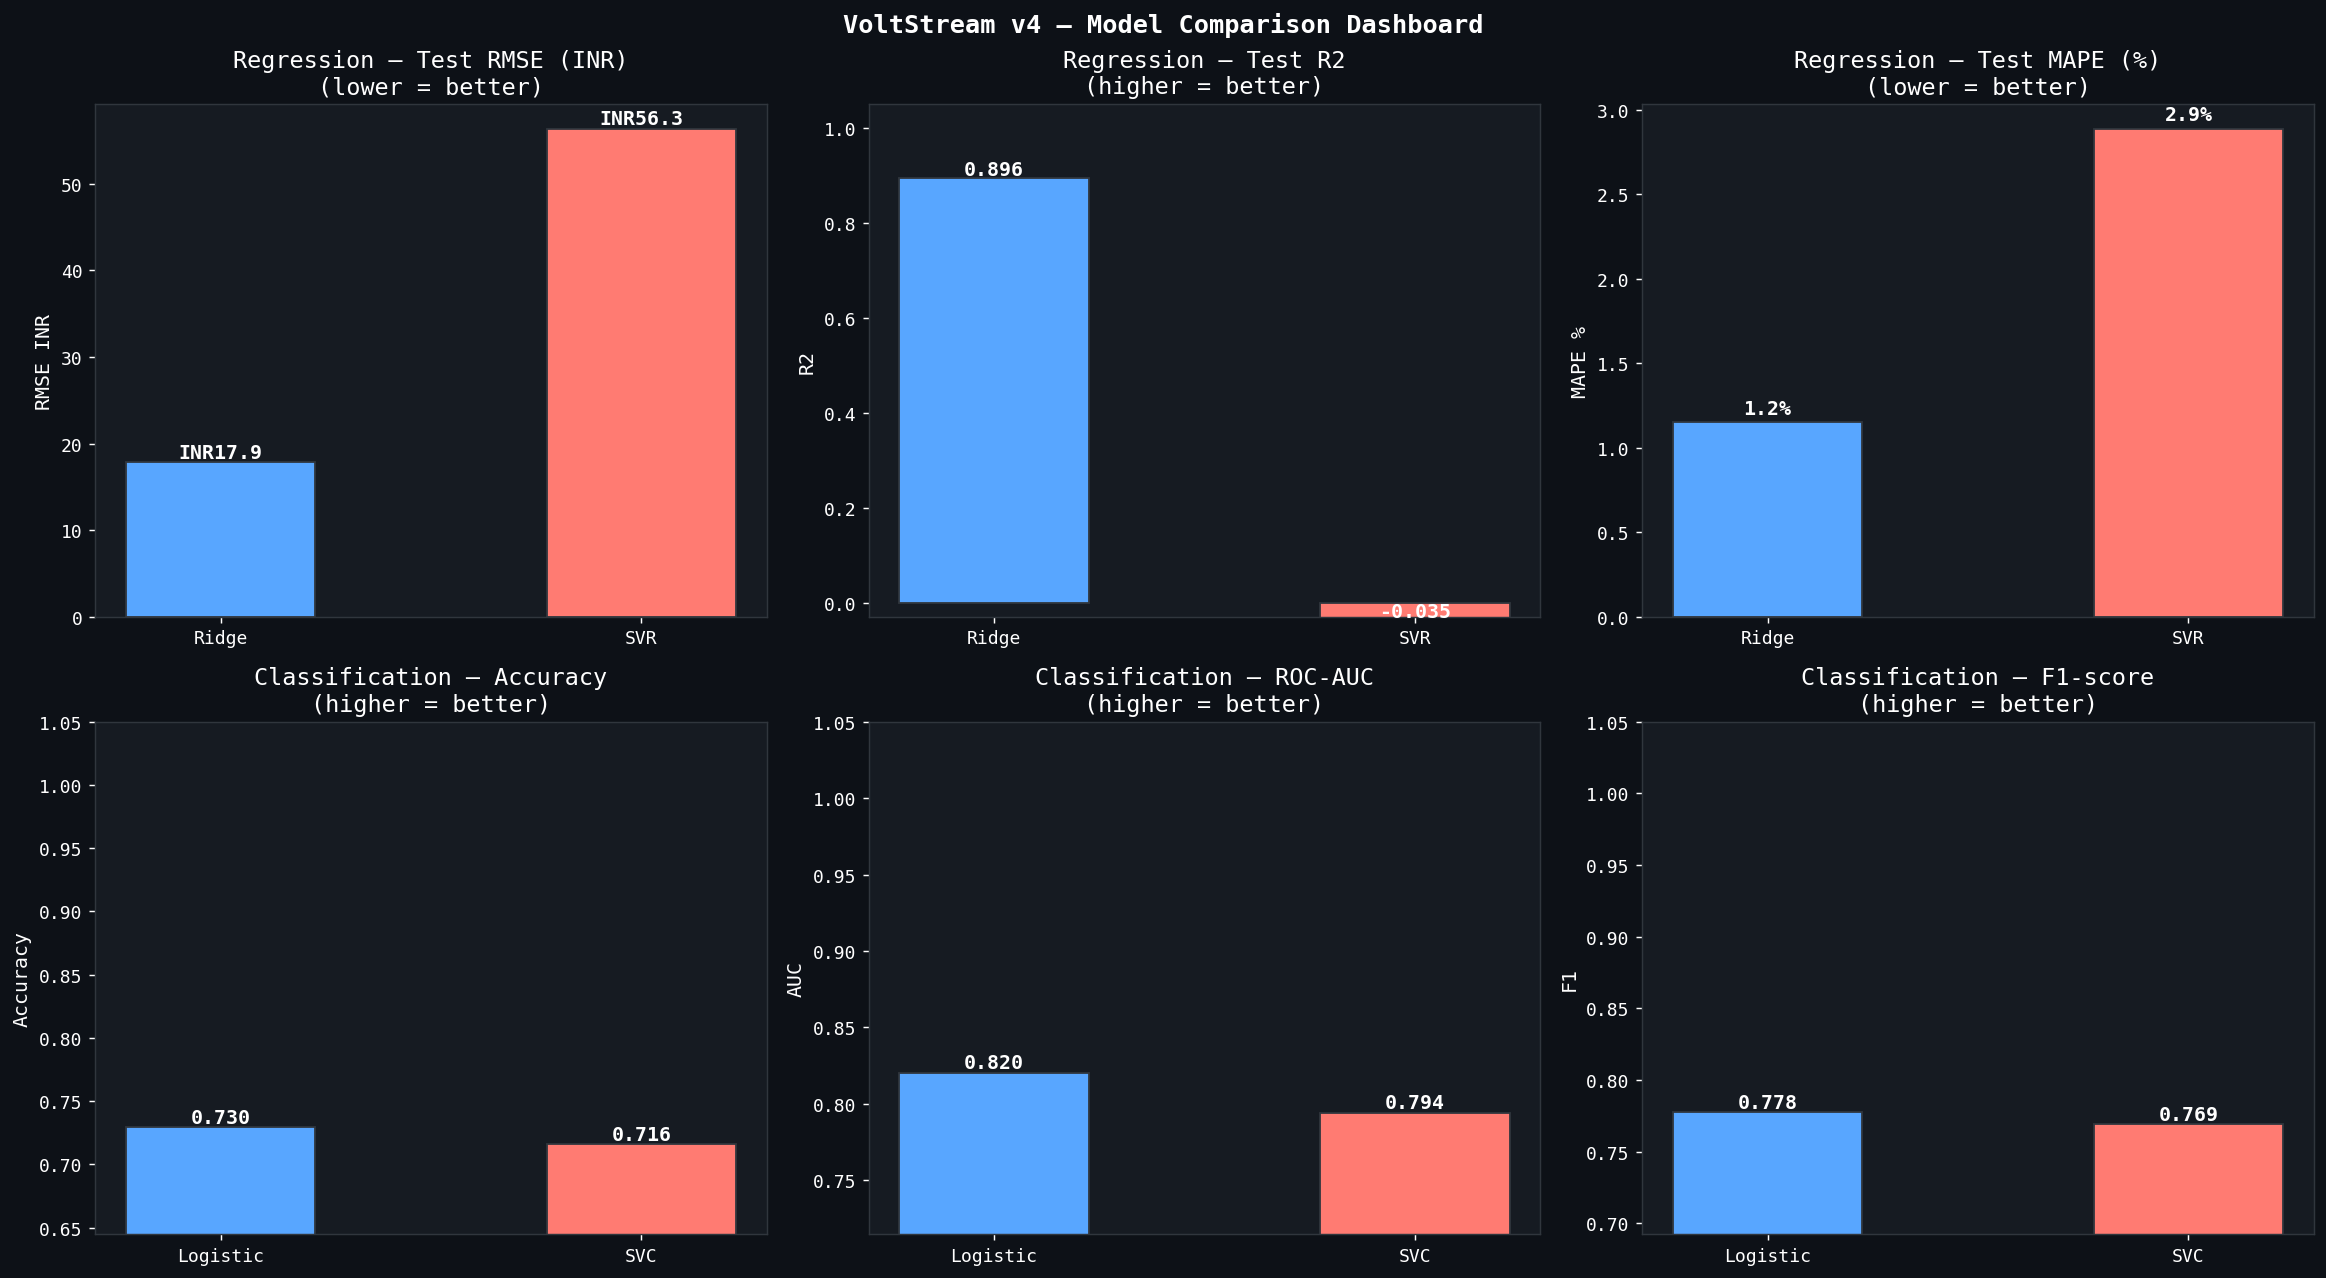 VoltStream v4 — Model Comparison Dashboard
Regression — Test RMSE (INR)
(lower = better)
RMSE INR
50
40
30
20
10
0
INR17.9
INR56.3
Ridge
SVR
Regression — Test R2
(higher = better)
R2
1.0
0.8
0.6
0.4
0.2
0.0
0.896
-0.035
Ridge
SVR
Regression — Test MAPE (%)
(lower = better)
MAPE %
3.0
2.5
2.0
1.5
1.0
0.5
0.0
1.2%
2.9%
Ridge
SVR
Classification — Accuracy
(higher = better)
Accuracy
1.05
1.00
0.95
0.90
0.85
0.80
0.75
0.70
0.65
0.730
0.716
Logistic
SVC
Classification — ROC-AUC
(higher = better)
AUC
1.05
1.00
0.95
0.90
0.85
0.80
0.75
0.820
0.794
Logistic
SVC
Classification — F1-score
(higher = better)
F1
1.05
1.00
0.95
0.90
0.85
0.80
0.75
0.70
0.778
0.769
Logistic
SVC